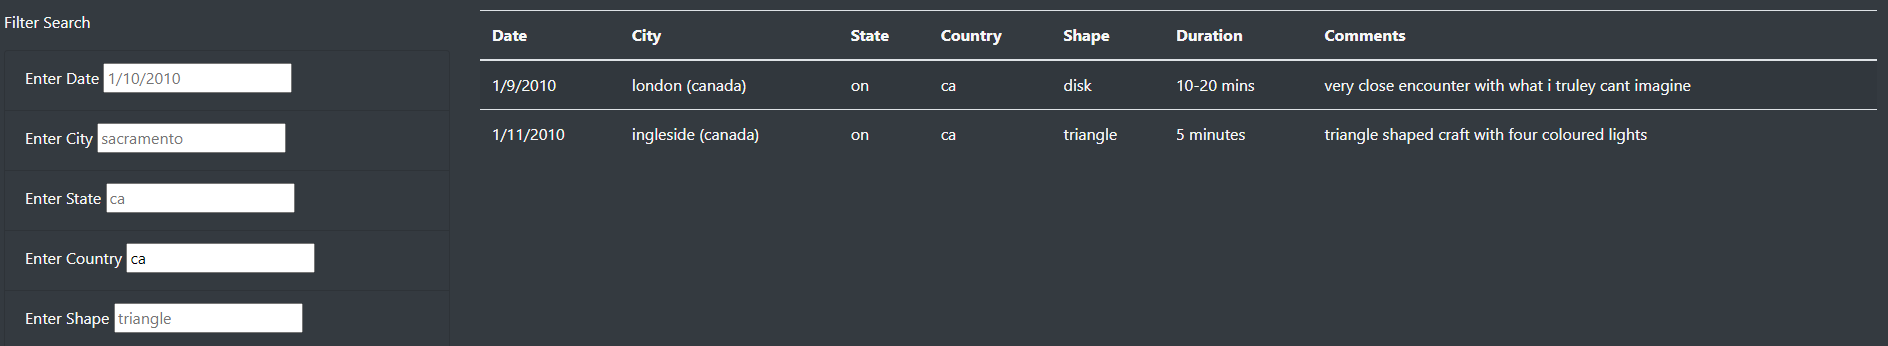 Filter Search
Enter Date 1/10/2010
Enter City sacramento
Enter State ca
Enter Country ca
Enter Shape triangle
Date City State Country Shape Duration Comments
1/9/2010 london (canada) on ca disk 10-20 mins very close encounter with what i truley cant imagine
1/11/2010 ingleside (canada) on ca triangle 5 minutes triangle shaped craft with four coloured lights